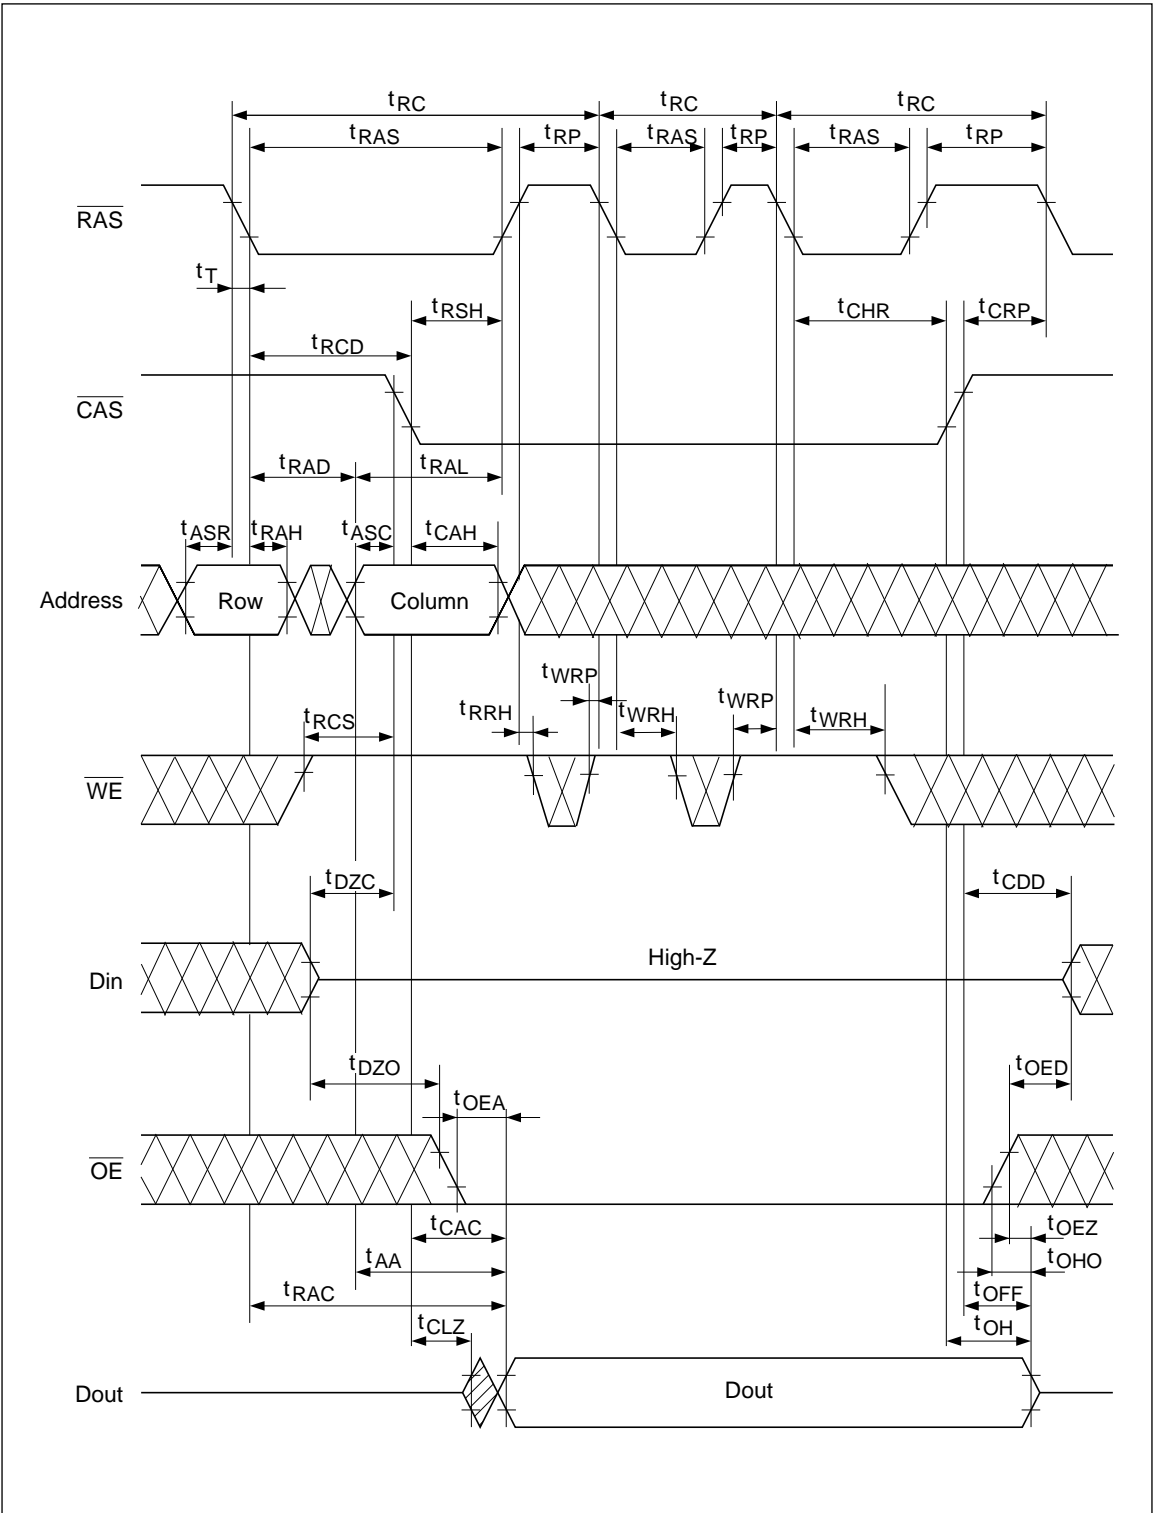 tRC tRC tRC
tRAS tRP tRAS tRP tRAS tRP
RAS
tT
tRSH tCHR tCRP
tRCD
CAS
tRAD tRAL
tASR tRAH tASC tCAH
Address Row Column
tWRP
tRRH tWRH tWRP
tRCS tWRH
WE
tDZC tCDD
High-Z
Din
tDZO tOED
tOEA
OE
tCAC tOEZ
tAA tOHO
tRAC tOFF
tCLZ tOH
Dout Dout